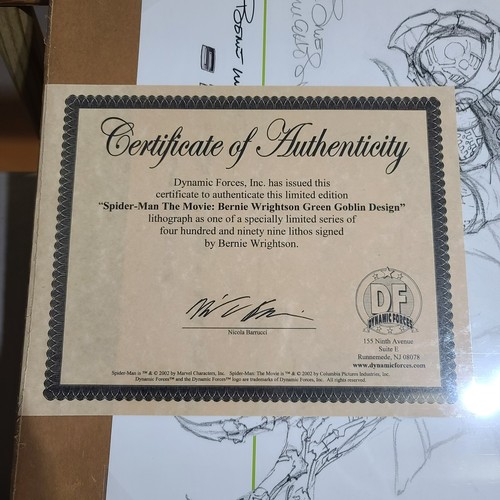 Certificate of Authenticity
Dynamic Forces, Inc. has issued this
certificate to authenticate this limited edition
"Spider-Man The Movie: Bernie Wrightson Green Goblin Design"
lithograph as one of a specially limited series of
four hundred and ninety nine lithos signed
by Bernie Wrightson.
Nicola Barrucci
DF
DYNAMIC FORCES
155 Ninth Avenue
Suite E
Runnemede, NJ 08078
www.dynamicforces.com
Spider-Man is ™ & © 2002 by Marvel Characters, Inc. Spider-Man: The Movie is ™ & © 2002 by Columbia Pictures Industries, Inc.
Dynamic Forces™ and the Dynamic Forces™ logo are trademarks of Dynamic Forces, Inc. All rights reserved.